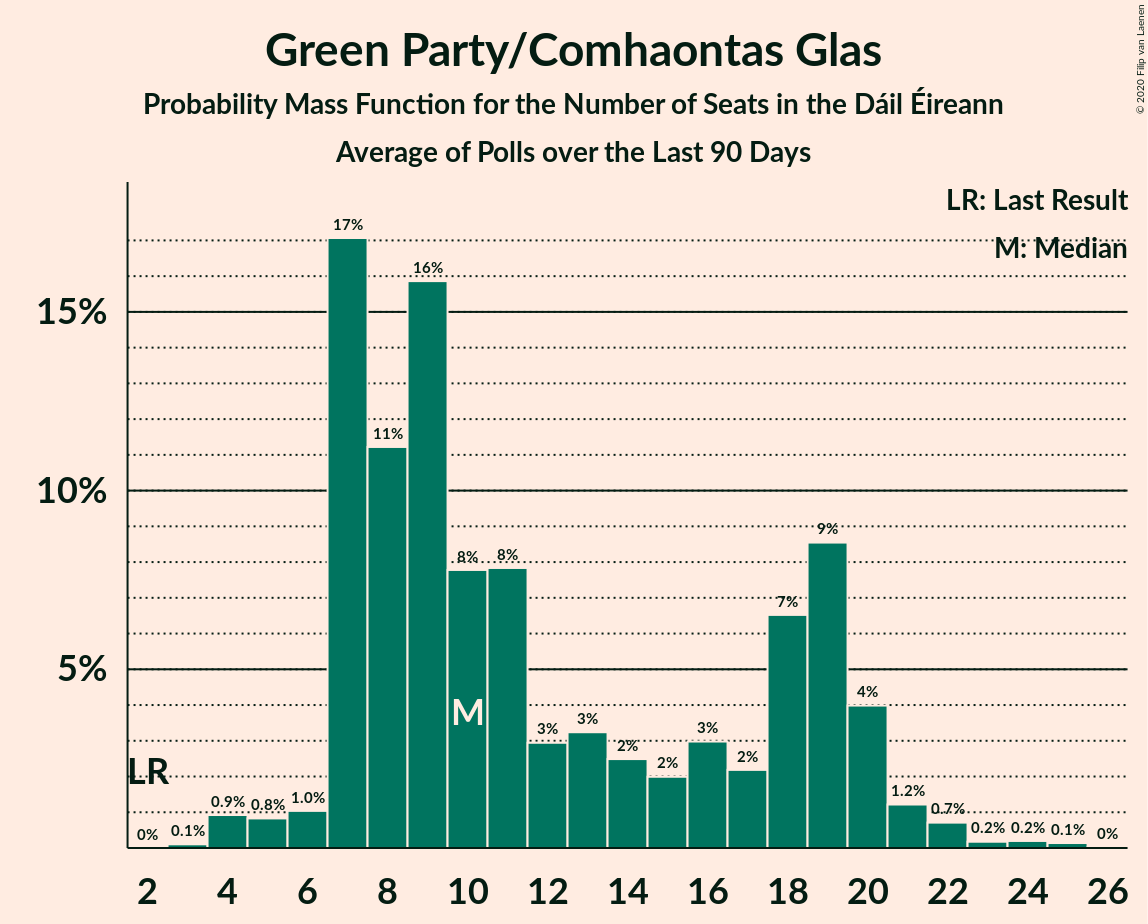 Green Party/Comhaontas Glas
Probability Mass Function for the Number of Seats in the Dáil Éireann
Average of Polls over the Last 90 Days
© 2020 Filip van Laenen
LR: Last Result
M: Median
15%
10%
5%
0% 0.1% 0.9% 0.8% 1.0% 17% 11% 16% 8% 8% 3% 3% 2% 2% 3% 2% 7% 9% 4% 1.2% 0.7% 0.2% 0.2% 0.1% 0%
LR
M
2 4 6 8 10 12 14 16 18 20 22 24 26